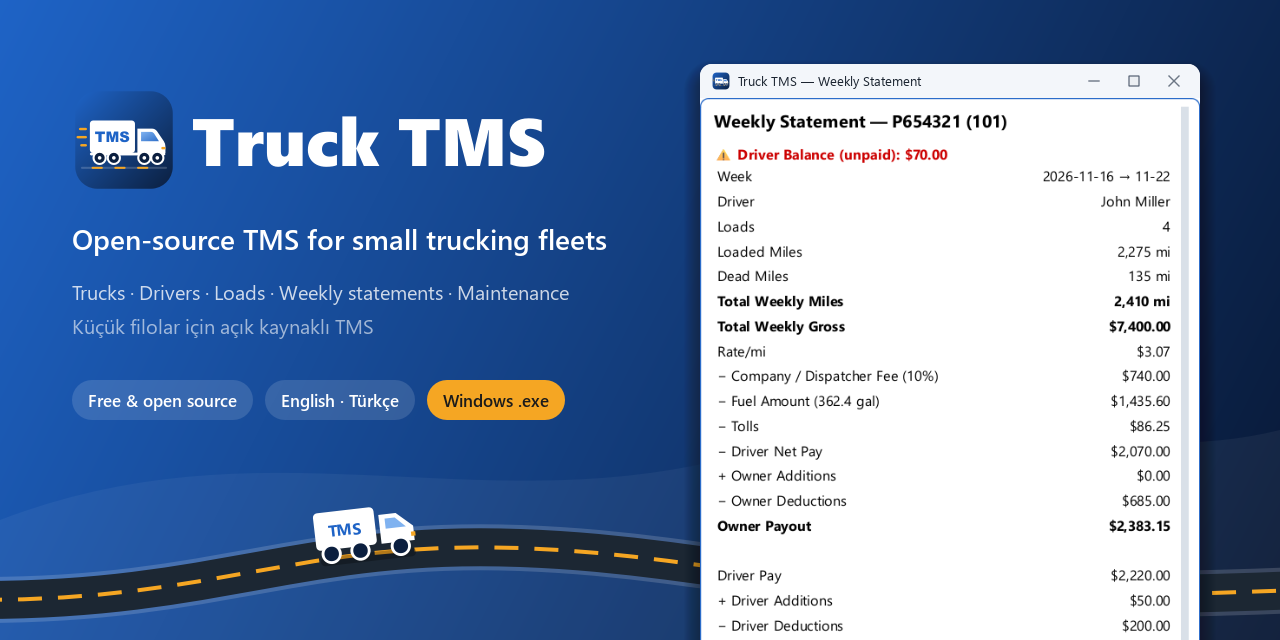 TMS
Truck TMS
Open-source TMS for small trucking fleets
Trucks · Drivers · Loads · Weekly statements · Maintenance
Küçük filolar için açık kaynaklı TMS
Free & open source
English · Türkçe
Windows .exe
TMS
Truck TMS — Weekly Statement
Weekly Statement — P654321 (101)
⚠ Driver Balance (unpaid): $70.00
Week 2026-11-16 → 11-22
Driver John Miller
Loads 4
Loaded Miles 2,275 mi
Dead Miles 135 mi
Total Weekly Miles 2,410 mi
Total Weekly Gross $7,400.00
Rate/mi $3.07
− Company / Dispatcher Fee (10%) $740.00
− Fuel Amount (362.4 gal) $1,435.60
− Tolls $86.25
− Driver Net Pay $2,070.00
+ Owner Additions $0.00
− Owner Deductions $685.00
Owner Payout $2,383.15
Driver Pay $2,220.00
+ Driver Additions $50.00
− Driver Deductions $200.00